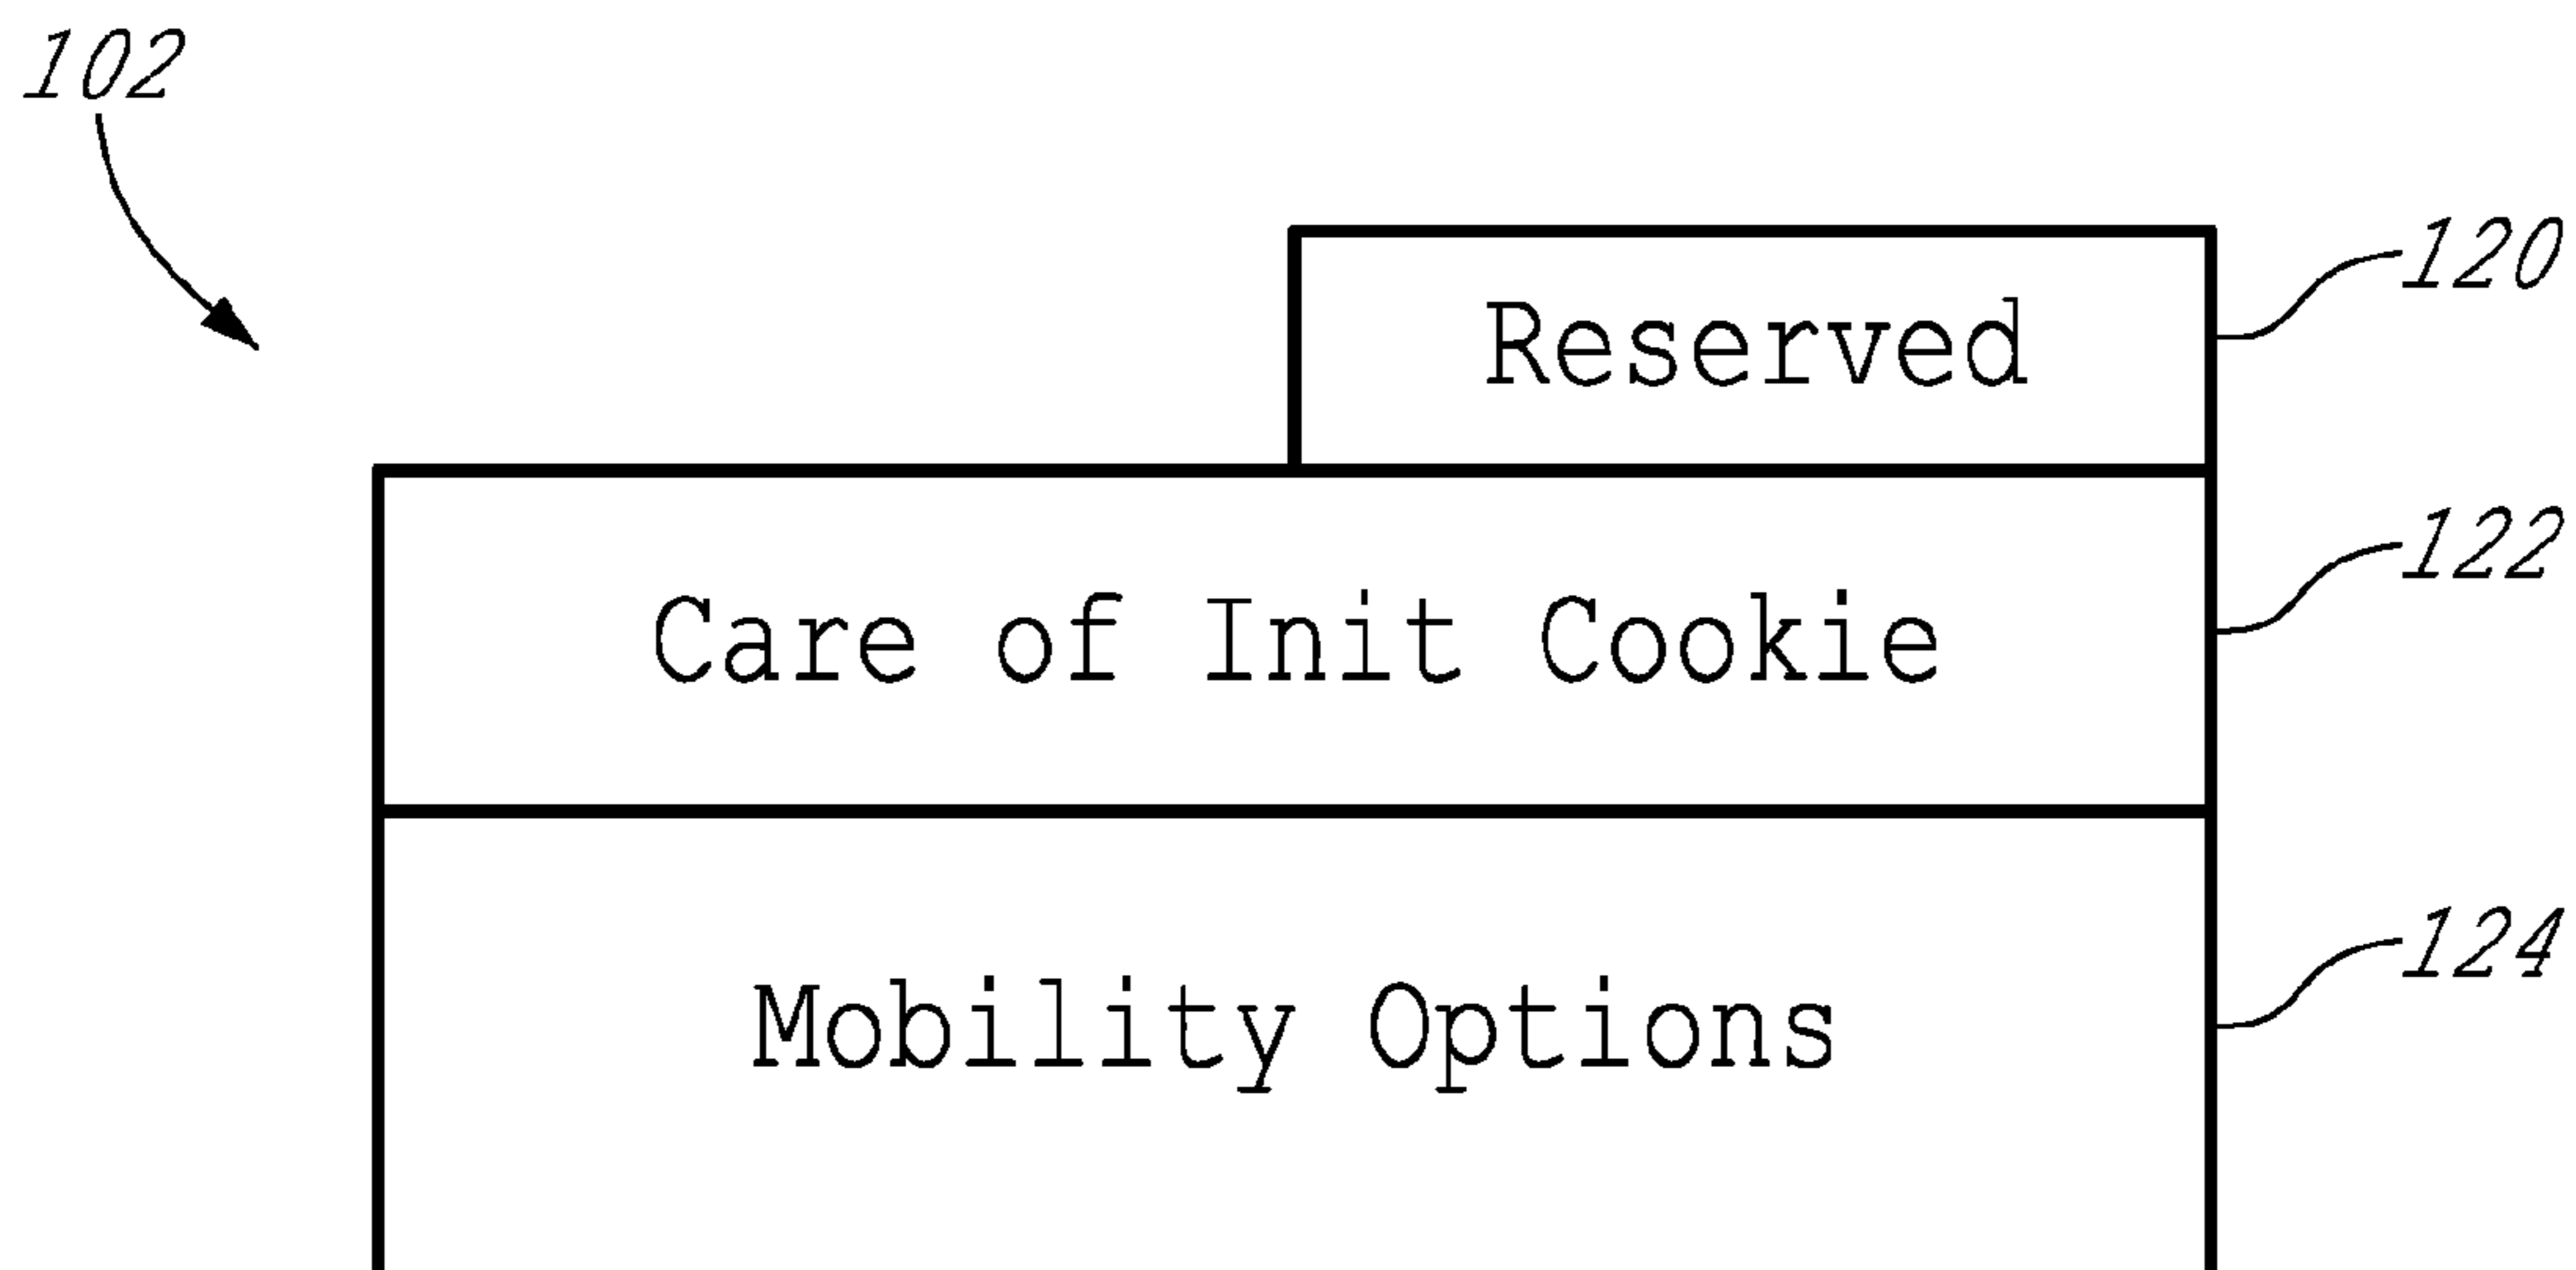 102
Reserved
120
Care of Init Cookie
122
Mobility Options
124